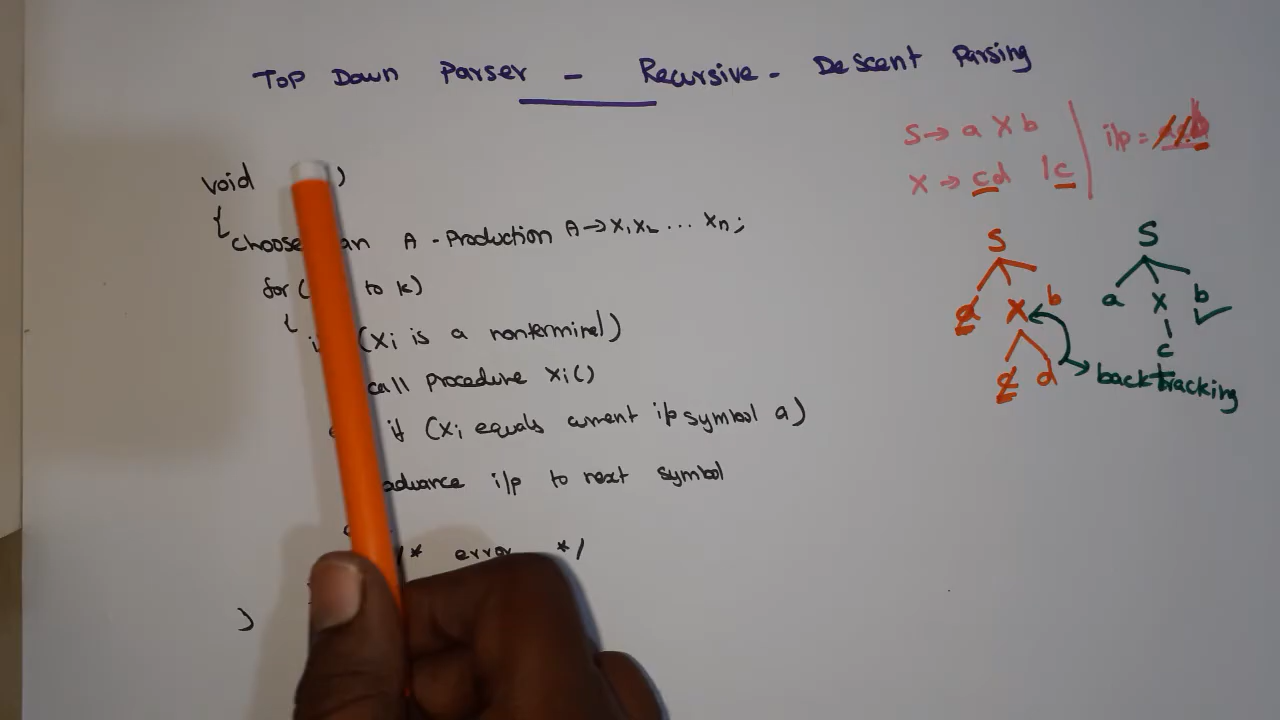 Top Down Parser - Recursive - Descent Parsing
void )
{
choose an A - Production A→X₁X₂ ... Xₙ;
for( to k)
{
(Xi is a nonterminal)
call procedure Xi()
if (Xi equals current i/p symbol a)
advance i/p to next symbol
/* error */
}
S→ a X b
X → cd | c
i/p =
S
a X b
c d
S
a X b
c
backtracking